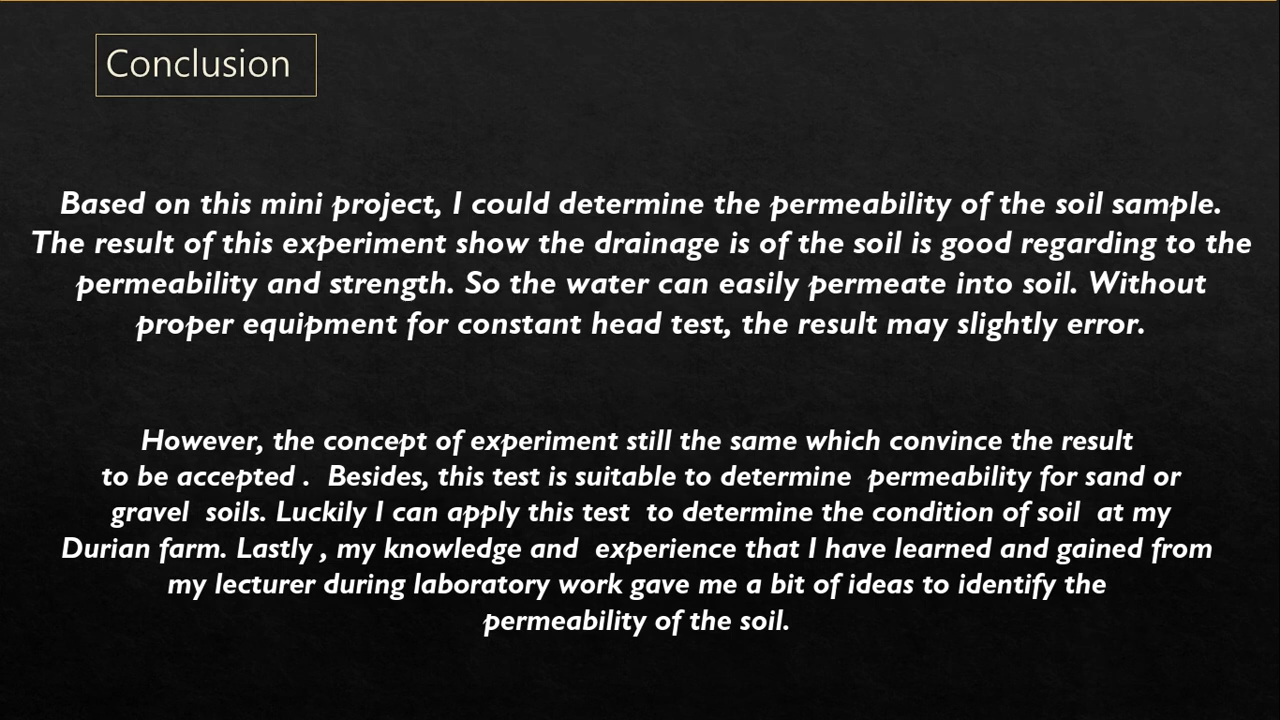 Conclusion
Based on this mini project, I could determine the permeability of the soil sample.
The result of this experiment show the drainage is of the soil is good regarding to the
permeability and strength. So the water can easily permeate into soil. Without
proper equipment for constant head test, the result may slightly error.
However, the concept of experiment still the same which convince the result
to be accepted .  Besides, this test is suitable to determine  permeability for sand or
gravel  soils. Luckily I can apply this test  to determine the condition of soil  at my
Durian farm. Lastly , my knowledge and  experience that I have learned and gained from
my lecturer during laboratory work gave me a bit of ideas to identify the
permeability of the soil.